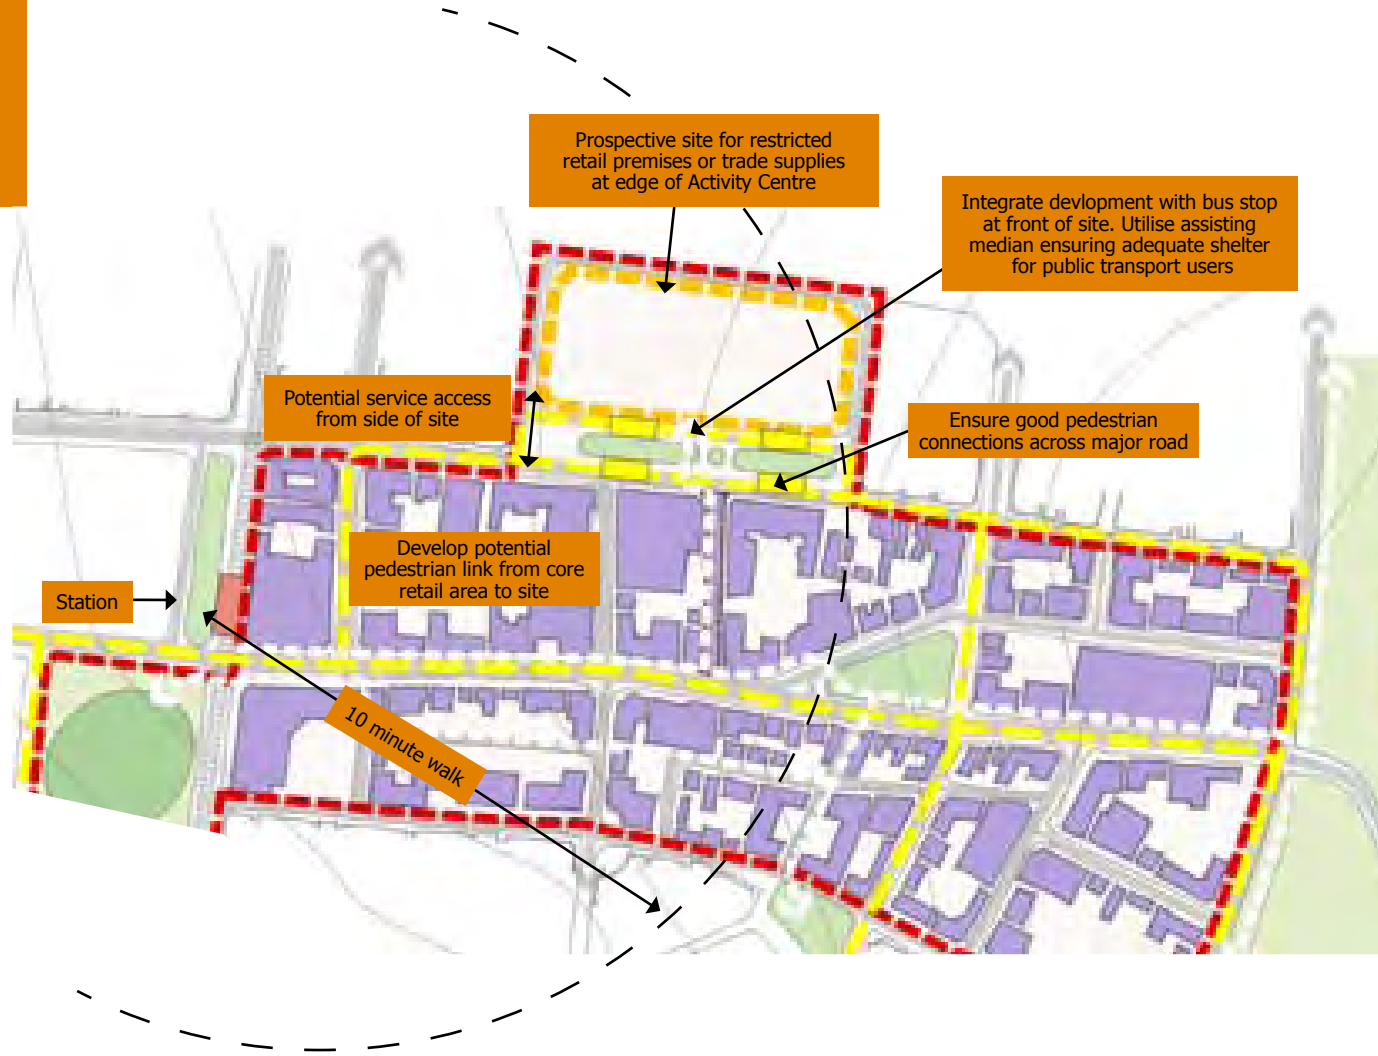 Prospective site for restricted
retail premises or trade supplies
at edge of Activity Centre
Integrate devlopment with bus stop
at front of site. Utilise assisting
median ensuring adequate shelter
for public transport users
Potential service access
from side of site
Ensure good pedestrian
connections across major road
Develop potential
pedestrian link from core
retail area to site
Station
10 minute walk